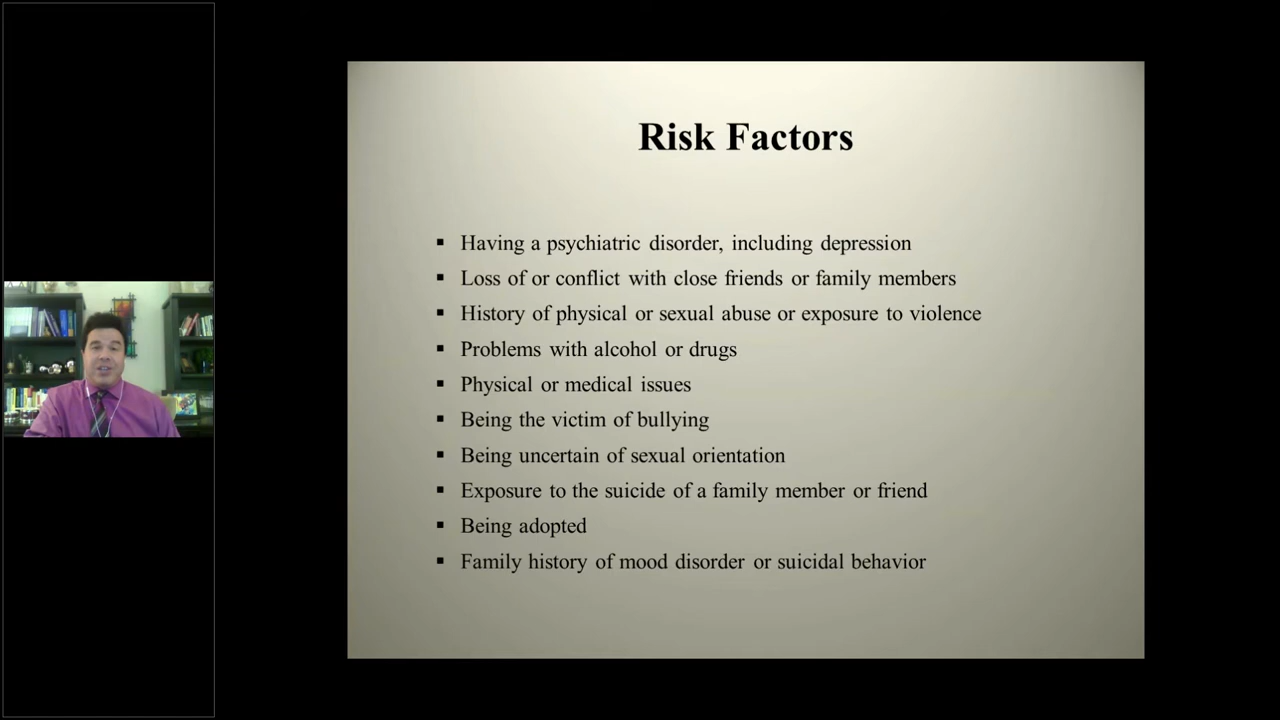 Risk Factors
Having a psychiatric disorder, including depression
Loss of or conflict with close friends or family members
History of physical or sexual abuse or exposure to violence
Problems with alcohol or drugs
Physical or medical issues
Being the victim of bullying
Being uncertain of sexual orientation
Exposure to the suicide of a family member or friend
Being adopted
Family history of mood disorder or suicidal behavior